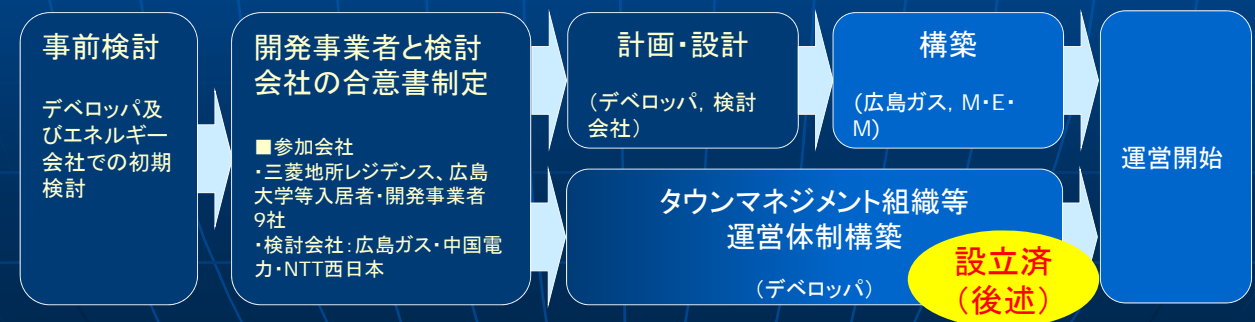 事前検討
デベロッパ及
びエネルギー
会社での初期
検討
開発事業者と検討
会社の合意書制定
■参加会社
・三菱地所レジデンス、広島
大学等入居者・開発事業者
9社
・検討会社：広島ガス・中国電
力・NTT西日本
計画・設計
（デベロッパ，検討
会社）
構築
（広島ガス，M・E・
M）
タウンマネジメント組織等
運営体制構築
（デベロッパ）
設立済
（後述）
運営開始